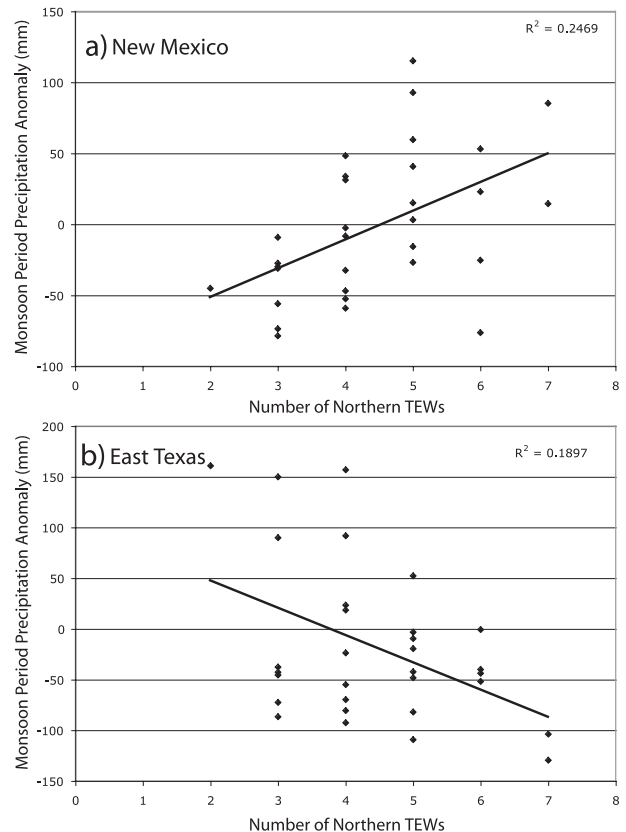 a) New Mexico
R² = 0.2469
Monsoon Period Precipitation Anomaly (mm)
150
100
50
0
-50
-100
0 1 2 3 4 5 6 7 8
Number of Northern TEWs
b) East Texas
R² = 0.1897
Monsoon Period Precipitation Anomaly (mm)
200
150
100
50
0
-50
-100
-150
0 1 2 3 4 5 6 7 8
Number of Northern TEWs